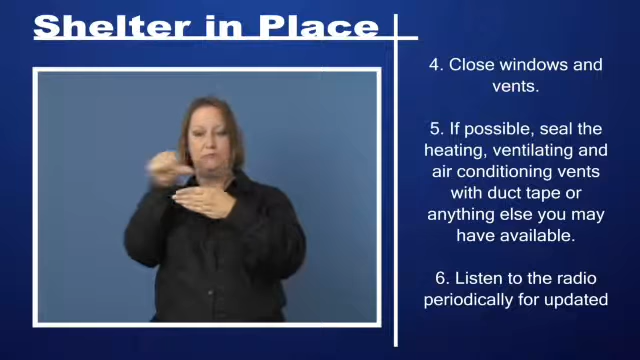 Shelter in Place
4. Close windows and
vents.
5. If possible, seal the
heating, ventilating and
air conditioning vents
with duct tape or
anything else you may
have available.
6. Listen to the radio
periodically for updated